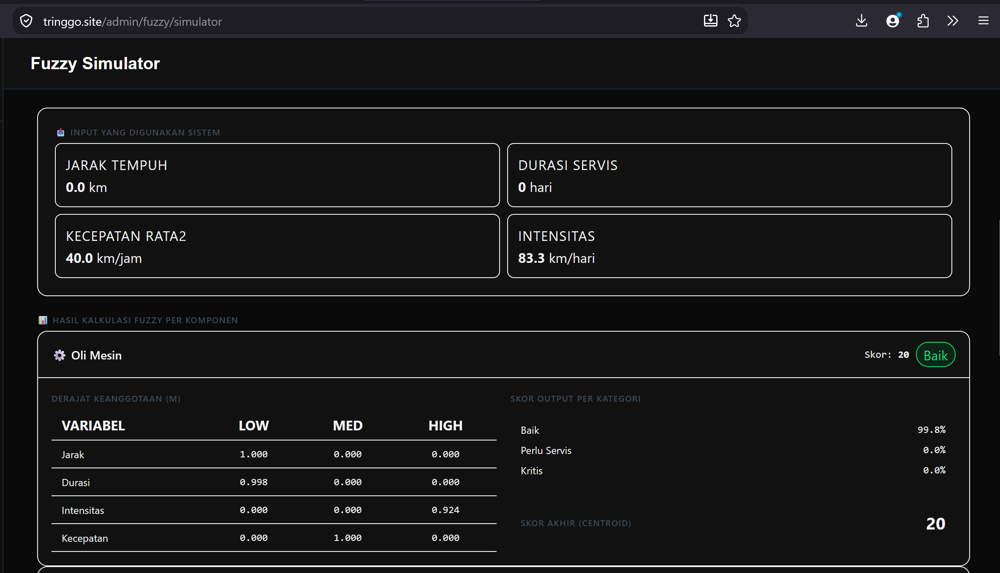 tringgo.site/admin/fuzzy/simulator
Fuzzy Simulator
INPUT YANG DIGUNAKAN SISTEM
JARAK TEMPUH
0.0 km
DURASI SERVIS
0 hari
KECEPATAN RATA2
40.0 km/jam
INTENSITAS
83.3 km/hari
HASIL KALKULASI FUZZY PER KOMPONEN
Oli Mesin
Skor: 20 Baik
DERAJAT KEANGGOTAAN (Μ)
VARIABEL LOW MED HIGH
Jarak 1.000 0.000 0.000
Durasi 0.998 0.000 0.000
Intensitas 0.000 0.000 0.924
Kecepatan 0.000 1.000 0.000
SKOR OUTPUT PER KATEGORI
Baik 99.8%
Perlu Servis 0.0%
Kritis 0.0%
SKOR AKHIR (CENTROID) 20